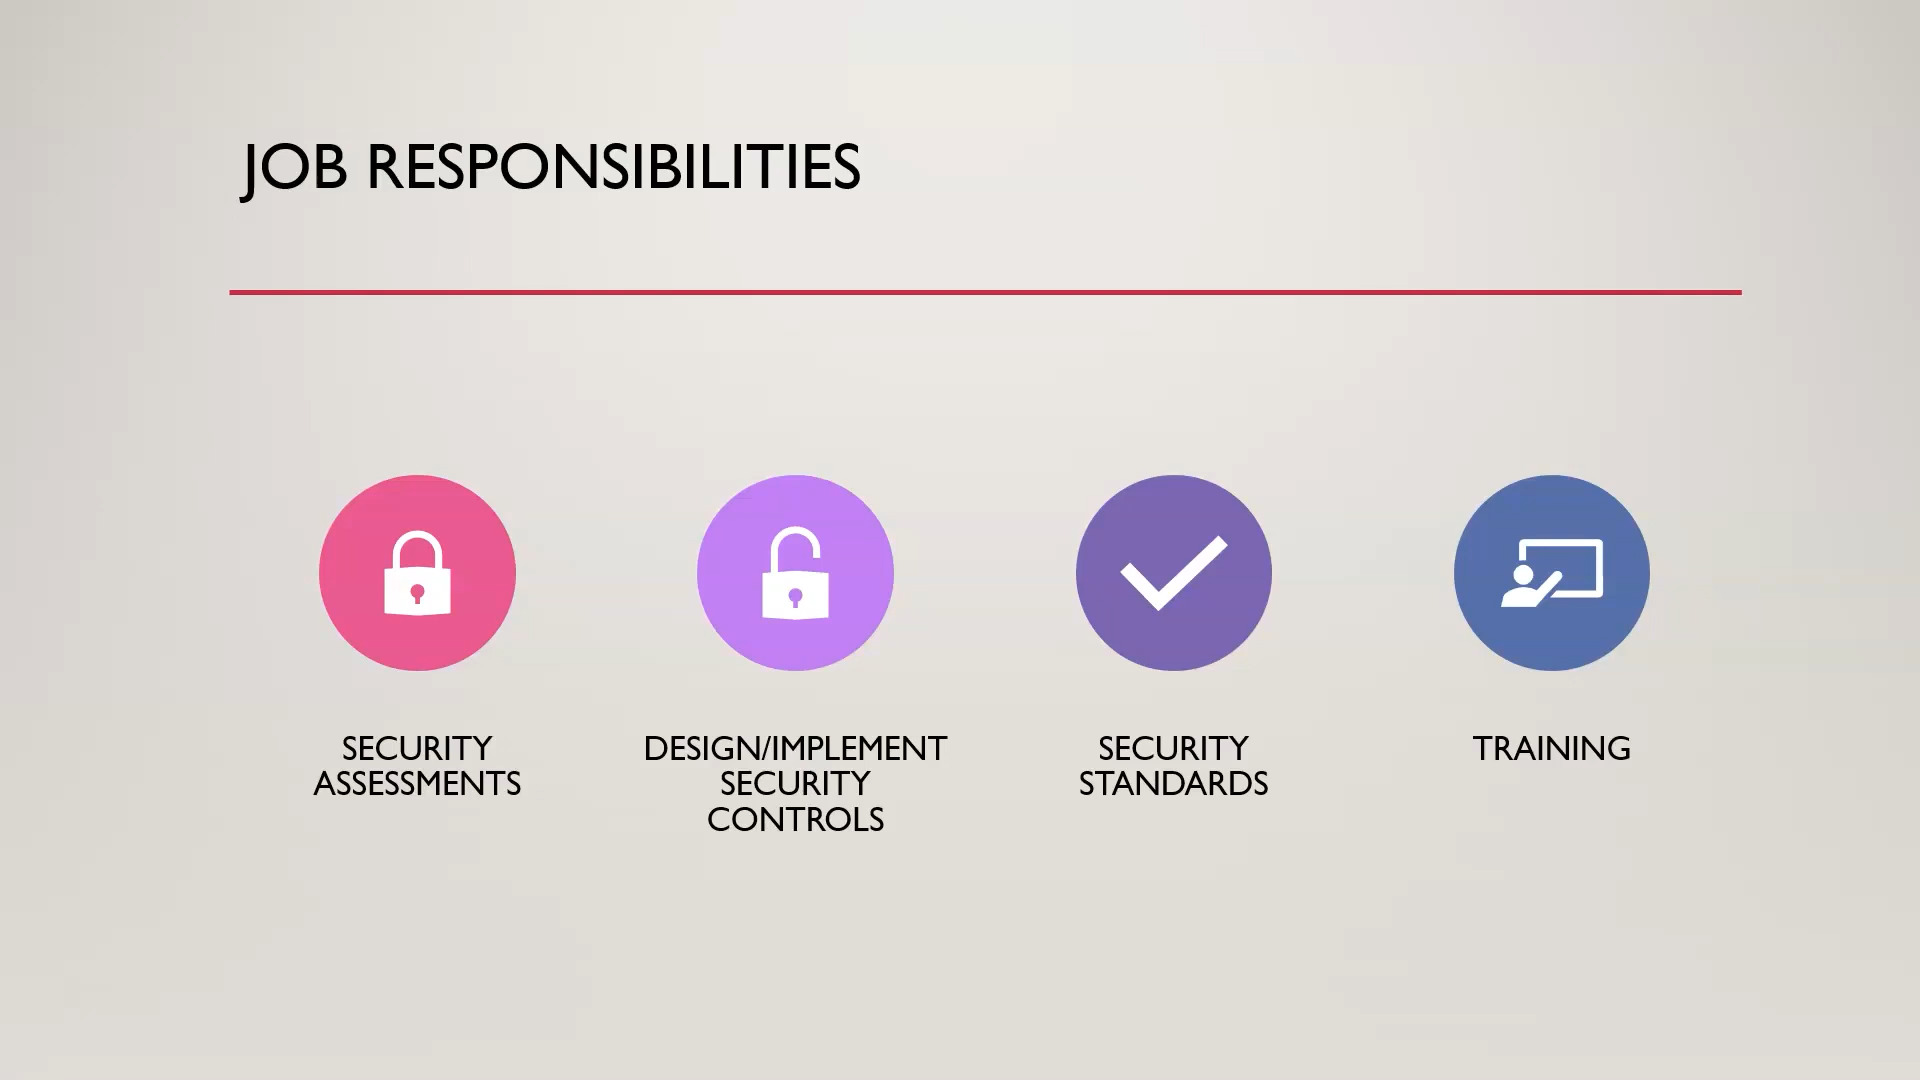 JOB RESPONSIBILITIES
SECURITY
ASSESSMENTS
DESIGN/IMPLEMENT
SECURITY
CONTROLS
SECURITY
STANDARDS
TRAINING